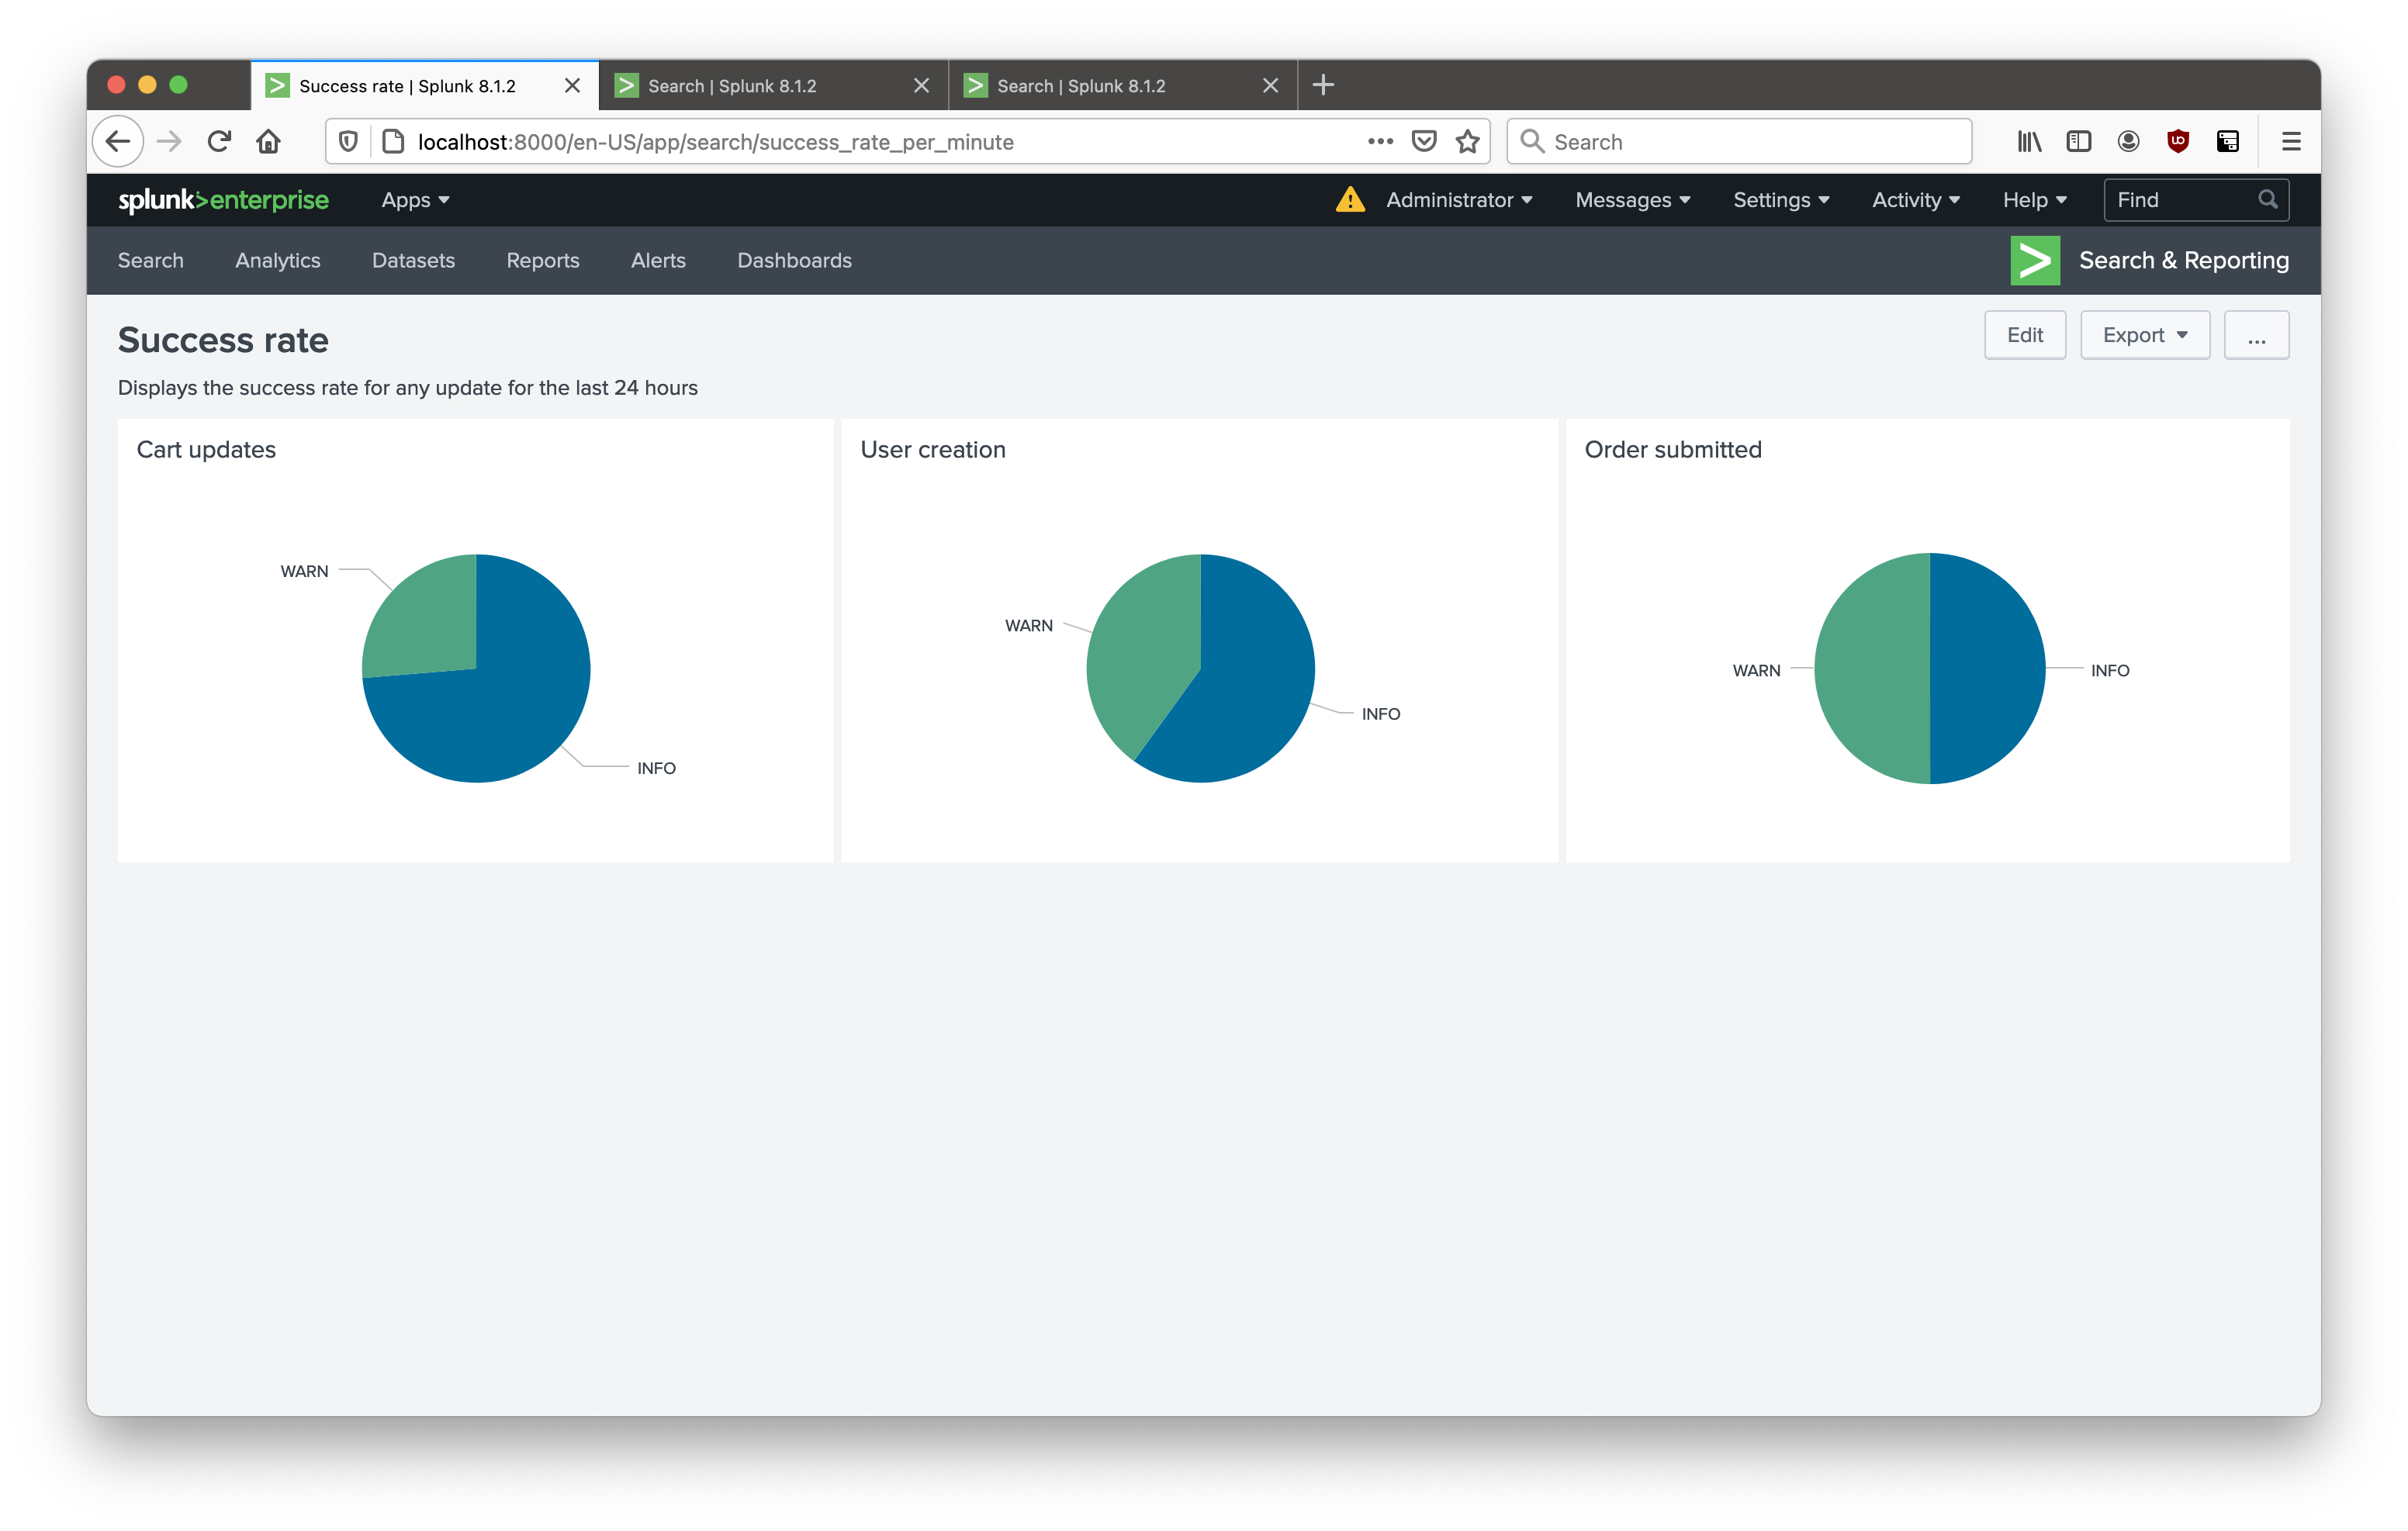 Success rate | Splunk 8.1.2
Search | Splunk 8.1.2
Search | Splunk 8.1.2
localhost:8000/en-US/app/search/success_rate_per_minute
Search
splunk>enterprise Apps Administrator Messages Settings Activity Help Find
Search Analytics Datasets Reports Alerts Dashboards Search & Reporting
Success rate
Edit Export ...
Displays the success rate for any update for the last 24 hours
Cart updates
WARN
INFO
User creation
WARN
INFO
Order submitted
WARN
INFO